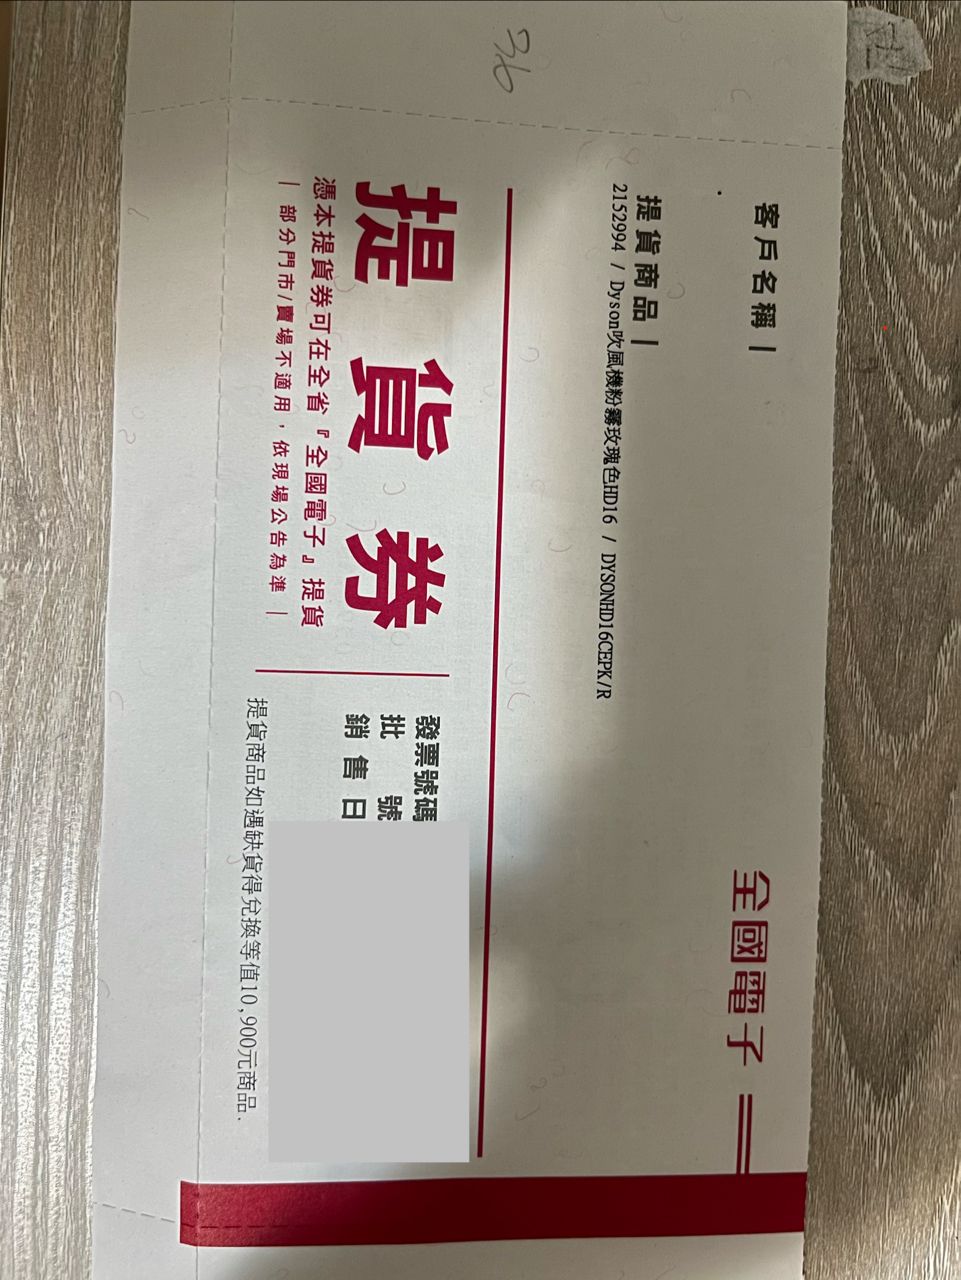 36
全國電子
客戶名稱 |
提貨商品 |
2152994 / Dyson吹風機粉霧玫瑰色HD16 / DYSONHD16CEPK/R
提貨券
憑本提貨券可在全省『全國電子』提貨
| 部分門市/賣場不適用，依現場公告為準 |
發票號碼
批號
銷售日
提貨商品如遇缺貨得兌換等值10,900元商品.